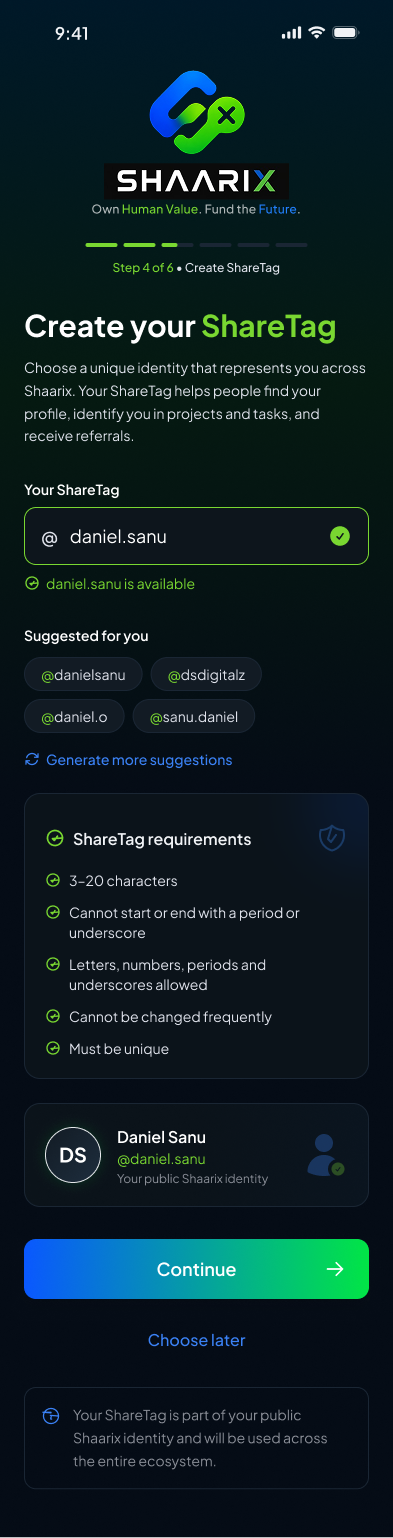 9:41
SHAARIX
Own Human Value. Fund the Future.
Step 4 of 6 • Create ShareTag
Create your ShareTag
Choose a unique identity that represents you across
Shaarix. Your ShareTag helps people find your
profile, identify you in projects and tasks, and
receive referrals.
Your ShareTag
@ daniel.sanu
daniel.sanu is available
Suggested for you
@danielsanu @dsdigitalz
@daniel.o @sanu.daniel
Generate more suggestions
ShareTag requirements
3–20 characters
Cannot start or end with a period or
underscore
Letters, numbers, periods and
underscores allowed
Cannot be changed frequently
Must be unique
DS
Daniel Sanu
@daniel.sanu
Your public Shaarix identity
Continue
Choose later
Your ShareTag is part of your public
Shaarix identity and will be used across
the entire ecosystem.